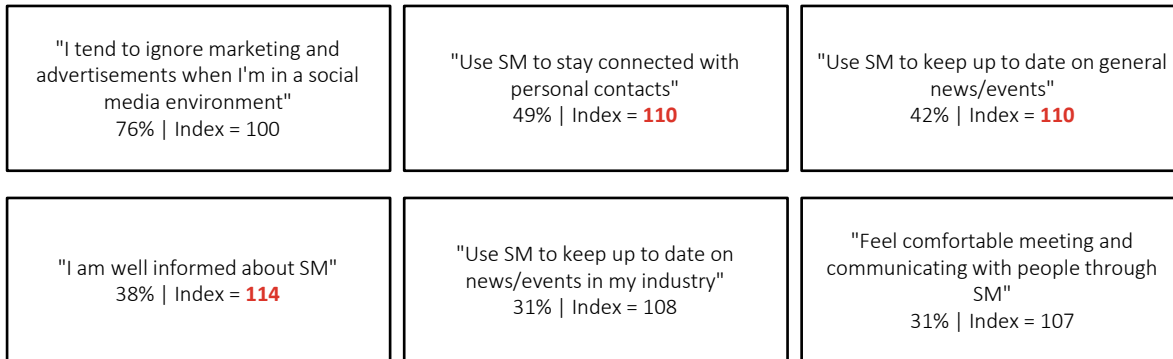 "I tend to ignore marketing and
advertisements when I'm in a social
media environment"
76% | Index = 100
"Use SM to stay connected with
personal contacts"
49% | Index = 110
"Use SM to keep up to date on general
news/events"
42% | Index = 110
"I am well informed about SM"
38% | Index = 114
"Use SM to keep up to date on
news/events in my industry"
31% | Index = 108
"Feel comfortable meeting and
communicating with people through
SM"
31% | Index = 107